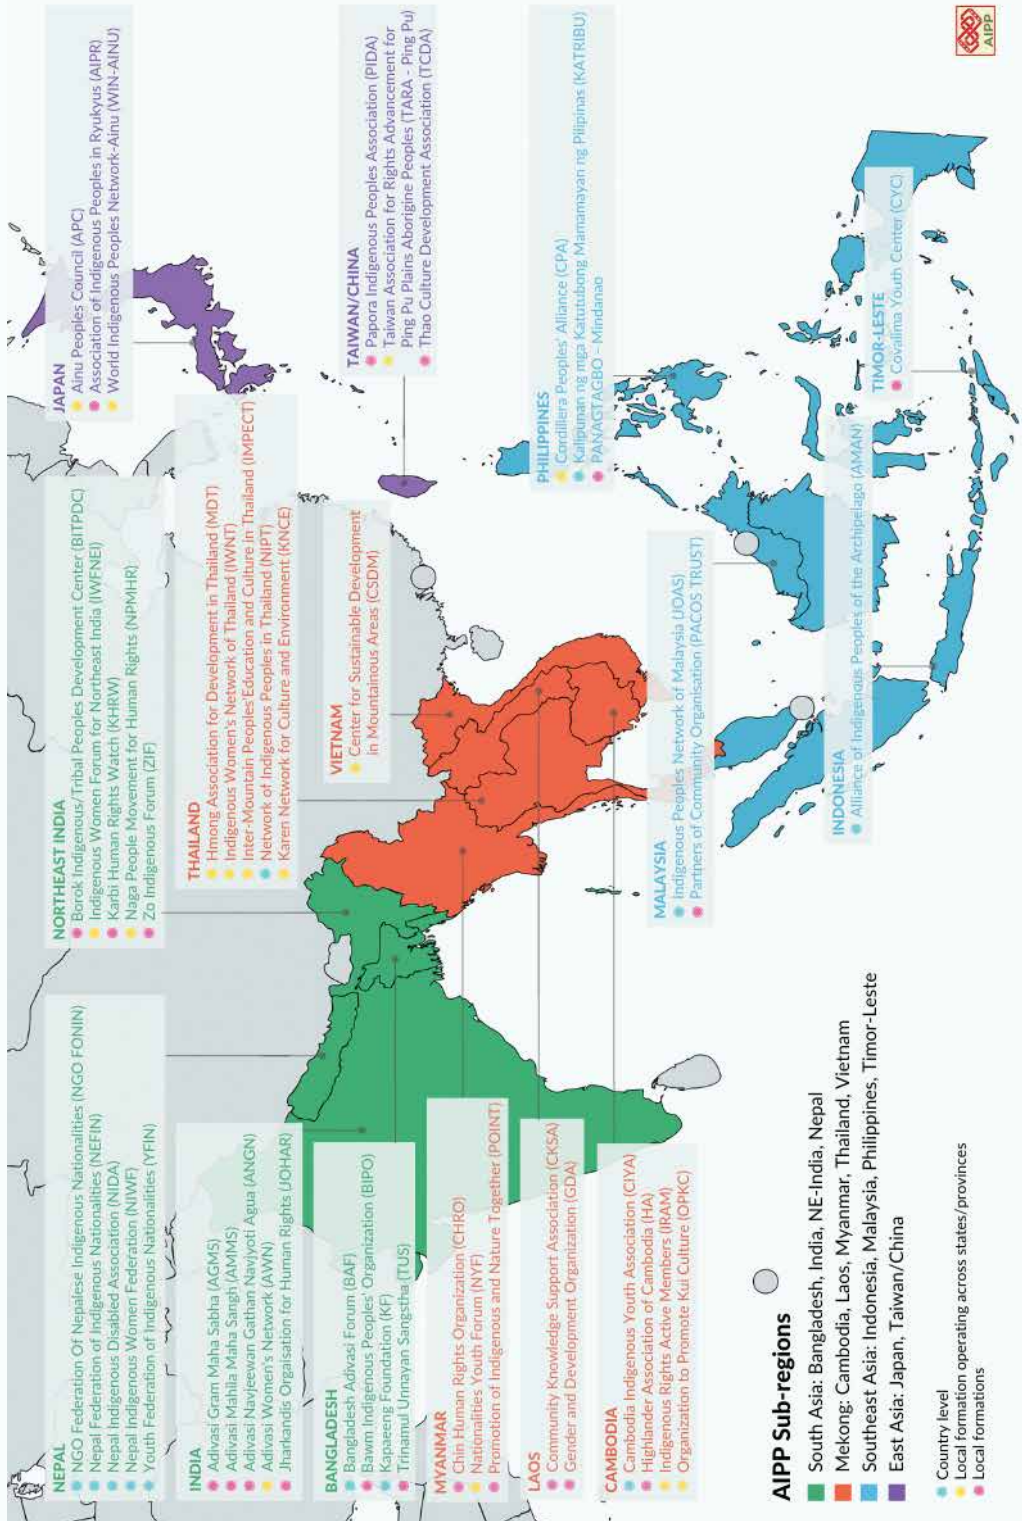 NEPAL
NGO Federation Of Nepalese Indigenous Nationalities (NGO FONIN)
Nepal Federation of Indigenous Nationalities (NEFIN)
Nepal Indigenous Disabled Association (NIDA)
Nepal Indigenous Women Federation (NIWF)
Youth Federation of Indigenous Nationalities (YFIN)
INDIA
Adivasi Gram Maha Sabha (AGMS)
Adivasi Mahila Maha Sangh (AMMS)
Adivasi Navjeewan Gathan Navjyoti Agua (ANGN)
Adivasi Women's Network (AWN)
Jharkandis Orgaisation for Human Rights (JOHAR)
BANGLADESH
Bangladesh Adivasi Forum (BAF)
Bawm Indigenous Peoples' Organization (BIPO)
Kapaeeng Foundation (KF)
Trinamul Unnayan Sangstha (TUS)
MYANMAR
Chin Human Rights Organization (CHRO)
Nationalities Youth Forum (NYF)
Promotion of Indigenous and Nature Together (POINT)
LAOS
Community Knowledge Support Association (CKSA)
Gender and Development Organization (GDA)
CAMBODIA
Cambodia Indigenous Youth Association (CIYA)
Highlander Association of Cambodia (HA)
Indigenous Rights Active Members (IRAM)
Organization to Promote Kui Culture (OPKC)
NORTHEAST INDIA
Borok Indigenous/Tribal Peoples Development Center (BITPDC)
Indigenous Women Forum for Northeast India (IWFNEI)
Karbi Human Rights Watch (KHRW)
Naga People Movement for Human Rights (NPMHR)
Zo Indigenous Forum (ZIF)
THAILAND
Hmong Association for Development in Thailand (MDT)
Indigenous Women's Network of Thailand (IWNT)
Inter-Mountain Peoples'Education and Culture in Thailand (IMPECT)
Network of Indigenous Peoples in Thailand (NIPT)
Karen Network for Culture and Environment (KNCE)
VIETNAM
Center for Sustainable Development
in Mountainous Areas (CSDM)
MALAYSIA
Indigenous Peoples Network of Malaysia (JOAS)
Partners of Community Organisation (PACOS TRUST)
INDONESIA
Alliance of Indigenous Peoples of the Archipelago (AMAN)
JAPAN
Ainu Peoples Council (APC)
Association of Indigenous Peoples in Ryukyus (AIPR)
World Indigenous Peoples Network-Ainu (WIN-AINU)
TAIWAN/CHINA
Papora Indigenous Peoples Association (PIDA)
Taiwan Association for Rights Advancement for
Ping Pu Plains Aborigine Peoples (TARA - Ping Pu)
Thao Culture Development Association (TCDA)
PHILIPPINES
Cordillera Peoples' Alliance (CPA)
Kalipunan ng mga Katutubong Mamamayan ng Pilipinas (KATRIBU)
PANAGTAGBO - Mindanao
TIMOR-LESTE
Covalima Youth Center (CYC)
AIPP
AIPP Sub-regions
South Asia: Bangladesh, India, NE-India, Nepal
Mekong: Cambodia, Laos, Myanmar, Thailand, Vietnam
Southeast Asia: Indonesia, Malaysia, Philippines, Timor-Leste
East Asia: Japan, Taiwan/China
Country level
Local formation operating across states/provinces
Local formations